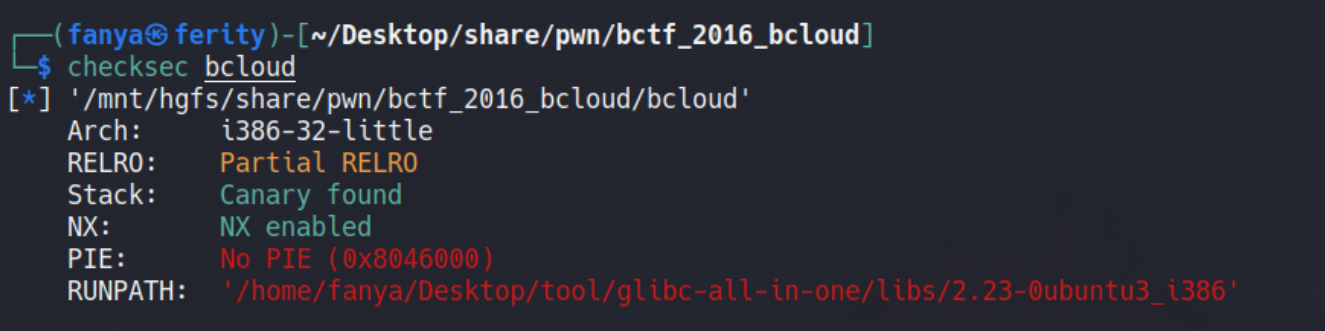 ┌──(fanya㉿ferity)-[~/Desktop/share/pwn/bctf_2016_bcloud]
└─$ checksec bcloud
[*] '/mnt/hgfs/share/pwn/bctf_2016_bcloud/bcloud'
    Arch:     i386-32-little
    RELRO:    Partial RELRO
    Stack:    Canary found
    NX:       NX enabled
    PIE:      No PIE (0x8046000)
    RUNPATH:  '/home/fanya/Desktop/tool/glibc-all-in-one/libs/2.23-0ubuntu3_i386'